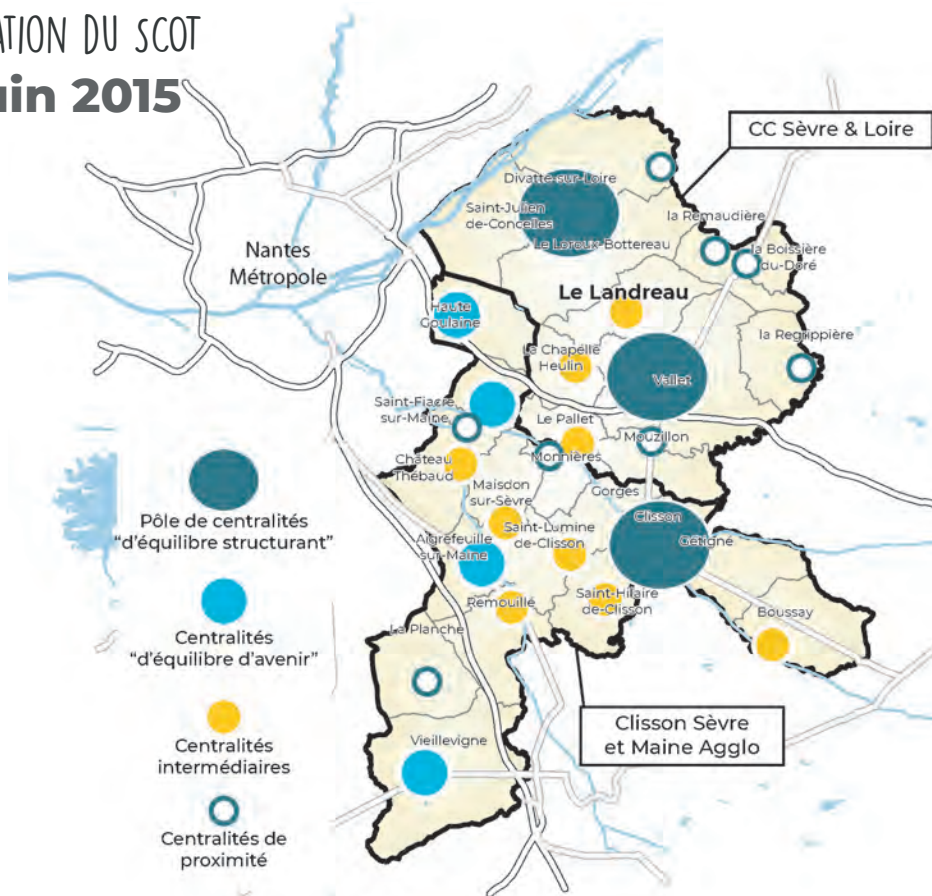 ATION DU SCOT
uin 2015
CC Sèvre & Loire
Divatte-sur-Loire
Saint-Julien
de-Concelles
la Remaudière
Le Loroux-Bottereau
la Boissière
du-Doré
Nantes
Métropole
Le Landreau
Haute
Goulaine
la Regrippière
Le Chapelle
Heulin
Vallet
Saint-Fiacre
sur-Maine
Le Pallet
Mouzillon
Monnières
Château
Thébaud
Maisdon
sur-Sèvre
Gorges
Clisson
Gétigné
Saint-Lumine
de-Clisson
Aigrefeuille
sur-Maine
Remouillé
Saint-Hilaire
de-Clisson
Boussay
La Planche
Vieillevigne
Clisson Sèvre
et Maine Agglo
Pôle de centralités
“d'équilibre structurant”
Centralités
“d'équilibre d'avenir”
Centralités
intermédiaires
Centralités de
proximité